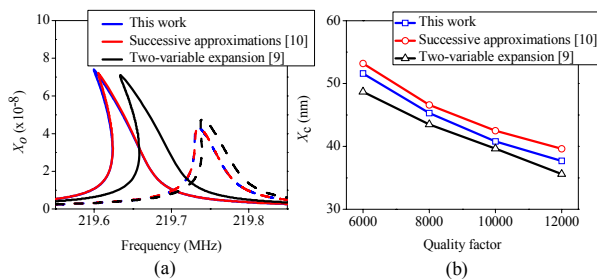 This work
Successive approximations [10]
Two-variable expansion [9]
Xo (x10-8)
10
8
6
4
2
0
219.6
219.7
219.8
Frequency (MHz)
(a)
This work
Successive approximations [10]
Two-variable expansion [9]
Xc (nm)
60
50
40
30
6000
8000
10000
12000
Quality factor
(b)